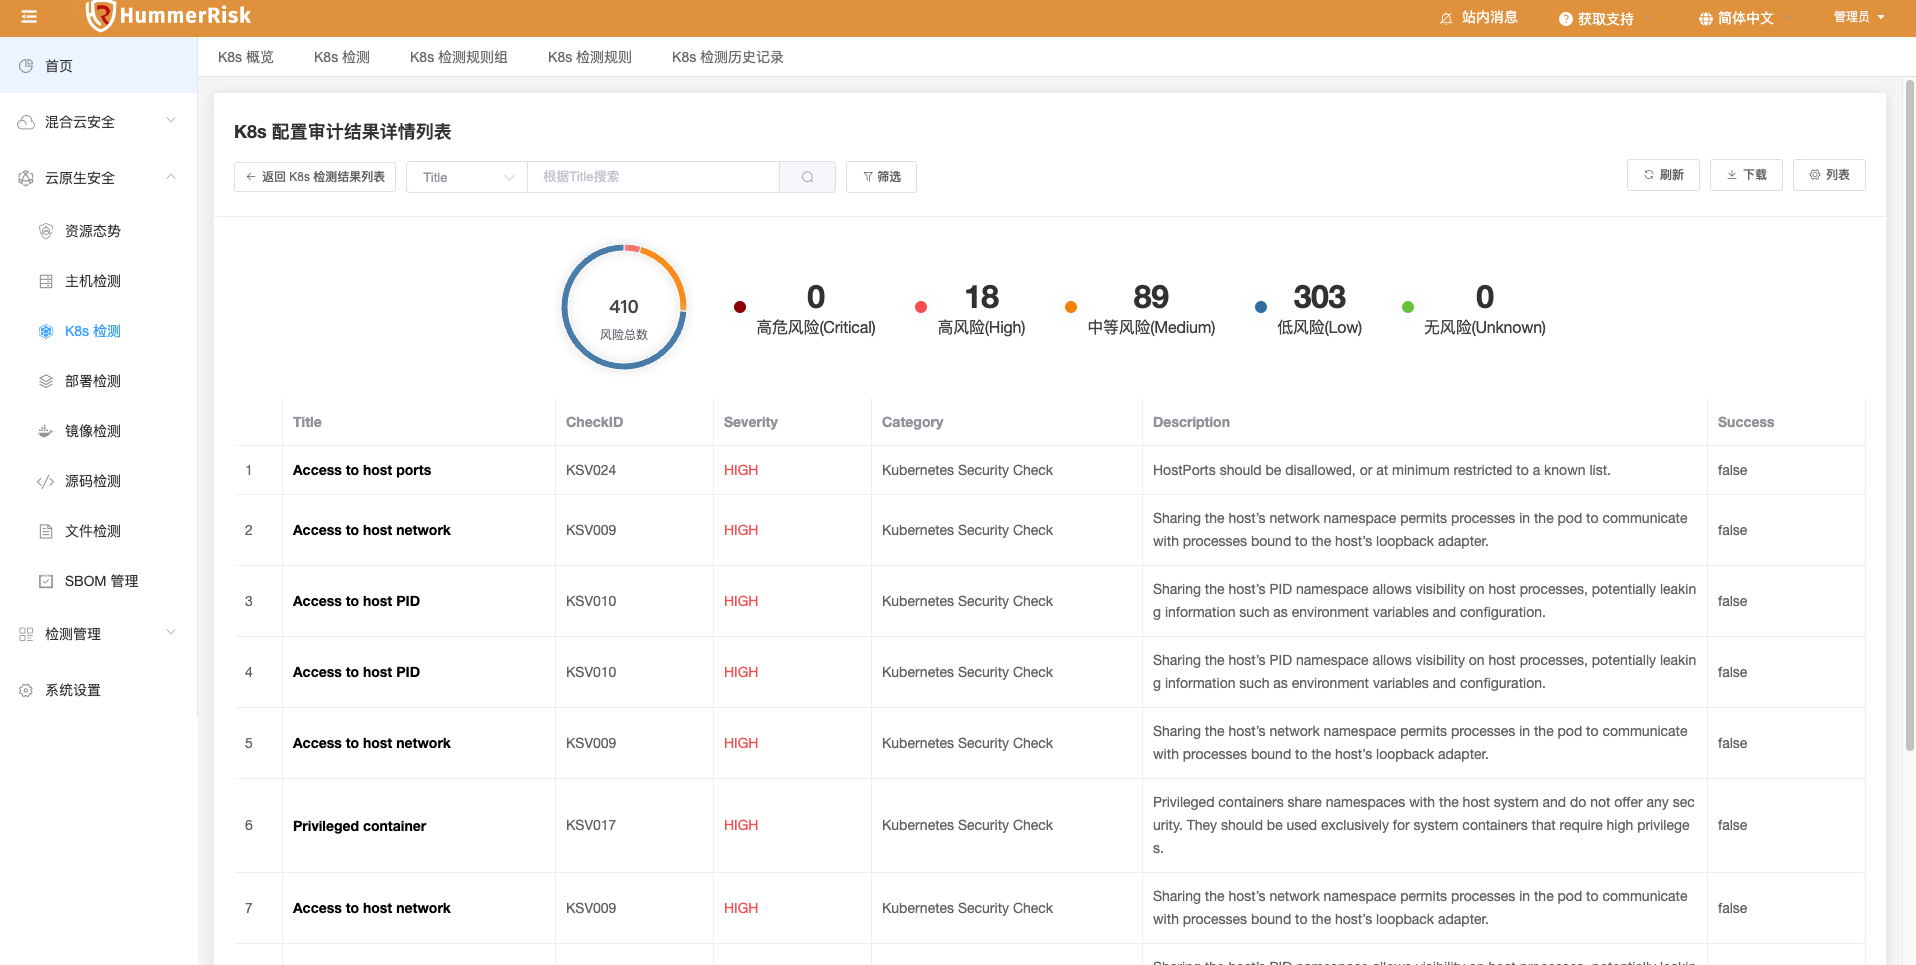 HummerRisk
站内消息
获取支持
简体中文
管理员
首页
混合云安全
云原生安全
资源态势
主机检测
K8s 检测
部署检测
镜像检测
源码检测
文件检测
SBOM 管理
检测管理
系统设置
K8s 概览
K8s 检测
K8s 检测规则组
K8s 检测规则
K8s 检测历史记录
K8s 配置审计结果详情列表
返回 K8s 检测结果列表
Title
根据Title搜索
筛选
刷新
下载
列表
410
风险总数
0
高危风险(Critical)
18
高风险(High)
89
中等风险(Medium)
303
低风险(Low)
0
无风险(Unknown)
Title CheckID Severity Category Description Success
1 Access to host ports KSV024 HIGH Kubernetes Security Check HostPorts should be disallowed, or at minimum restricted to a known list. false
2 Access to host network KSV009 HIGH Kubernetes Security Check Sharing the host’s network namespace permits processes in the pod to communicate
with processes bound to the host’s loopback adapter. false
3 Access to host PID KSV010 HIGH Kubernetes Security Check Sharing the host’s PID namespace allows visibility on host processes, potentially leakin
g information such as environment variables and configuration. false
4 Access to host PID KSV010 HIGH Kubernetes Security Check Sharing the host’s PID namespace allows visibility on host processes, potentially leakin
g information such as environment variables and configuration. false
5 Access to host network KSV009 HIGH Kubernetes Security Check Sharing the host’s network namespace permits processes in the pod to communicate
with processes bound to the host’s loopback adapter. false
6 Privileged container KSV017 HIGH Kubernetes Security Check Privileged containers share namespaces with the host system and do not offer any sec
urity. They should be used exclusively for system containers that require high privilege
s. false
7 Access to host network KSV009 HIGH Kubernetes Security Check Sharing the host’s network namespace permits processes in the pod to communicate
with processes bound to the host’s loopback adapter. false